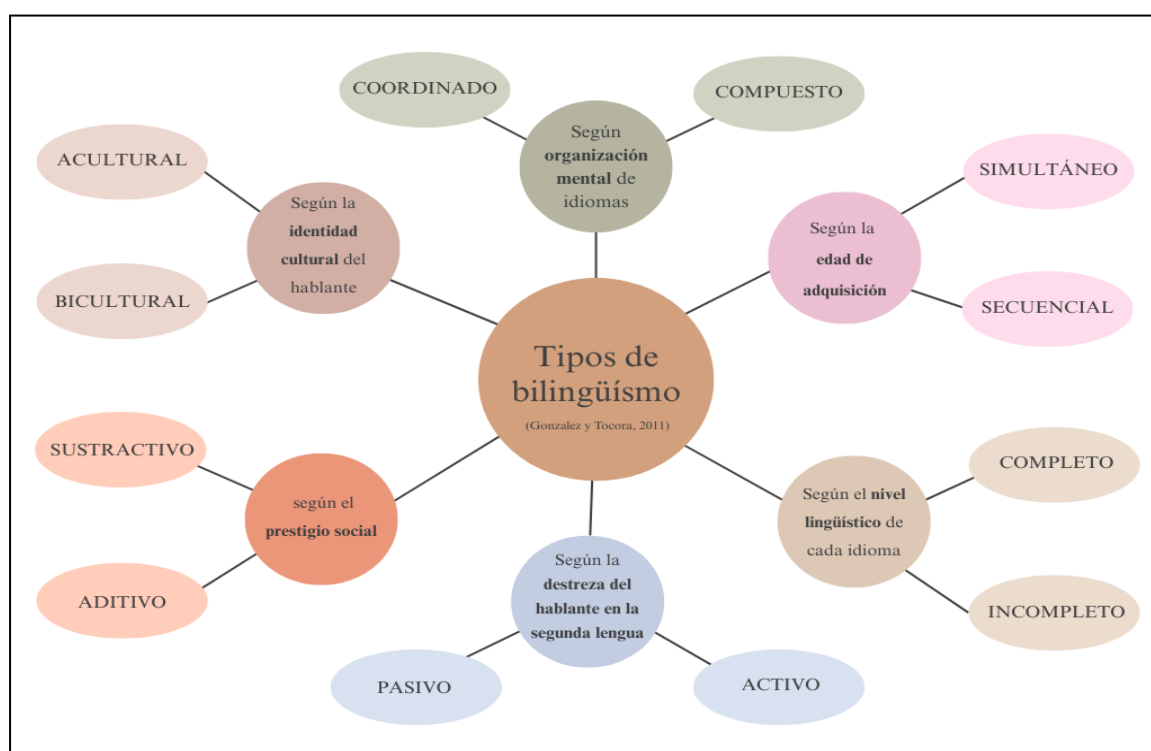 COORDINADO
COMPUESTO
Según
organización
mental de
idiomas
ACULTURAL
BICULTURAL
Según la
identidad
cultural del
hablante
SIMULTÁNEO
SECUENCIAL
Según la
edad de
adquisición
Tipos de
bilingüísmo
(Gonzalez y Tocora, 2011)
SUSTRACTIVO
ADITIVO
según el
prestigio social
COMPLETO
INCOMPLETO
Según el nivel
lingüístico de
cada idioma
Según la
destreza del
hablante en la
segunda lengua
PASIVO
ACTIVO